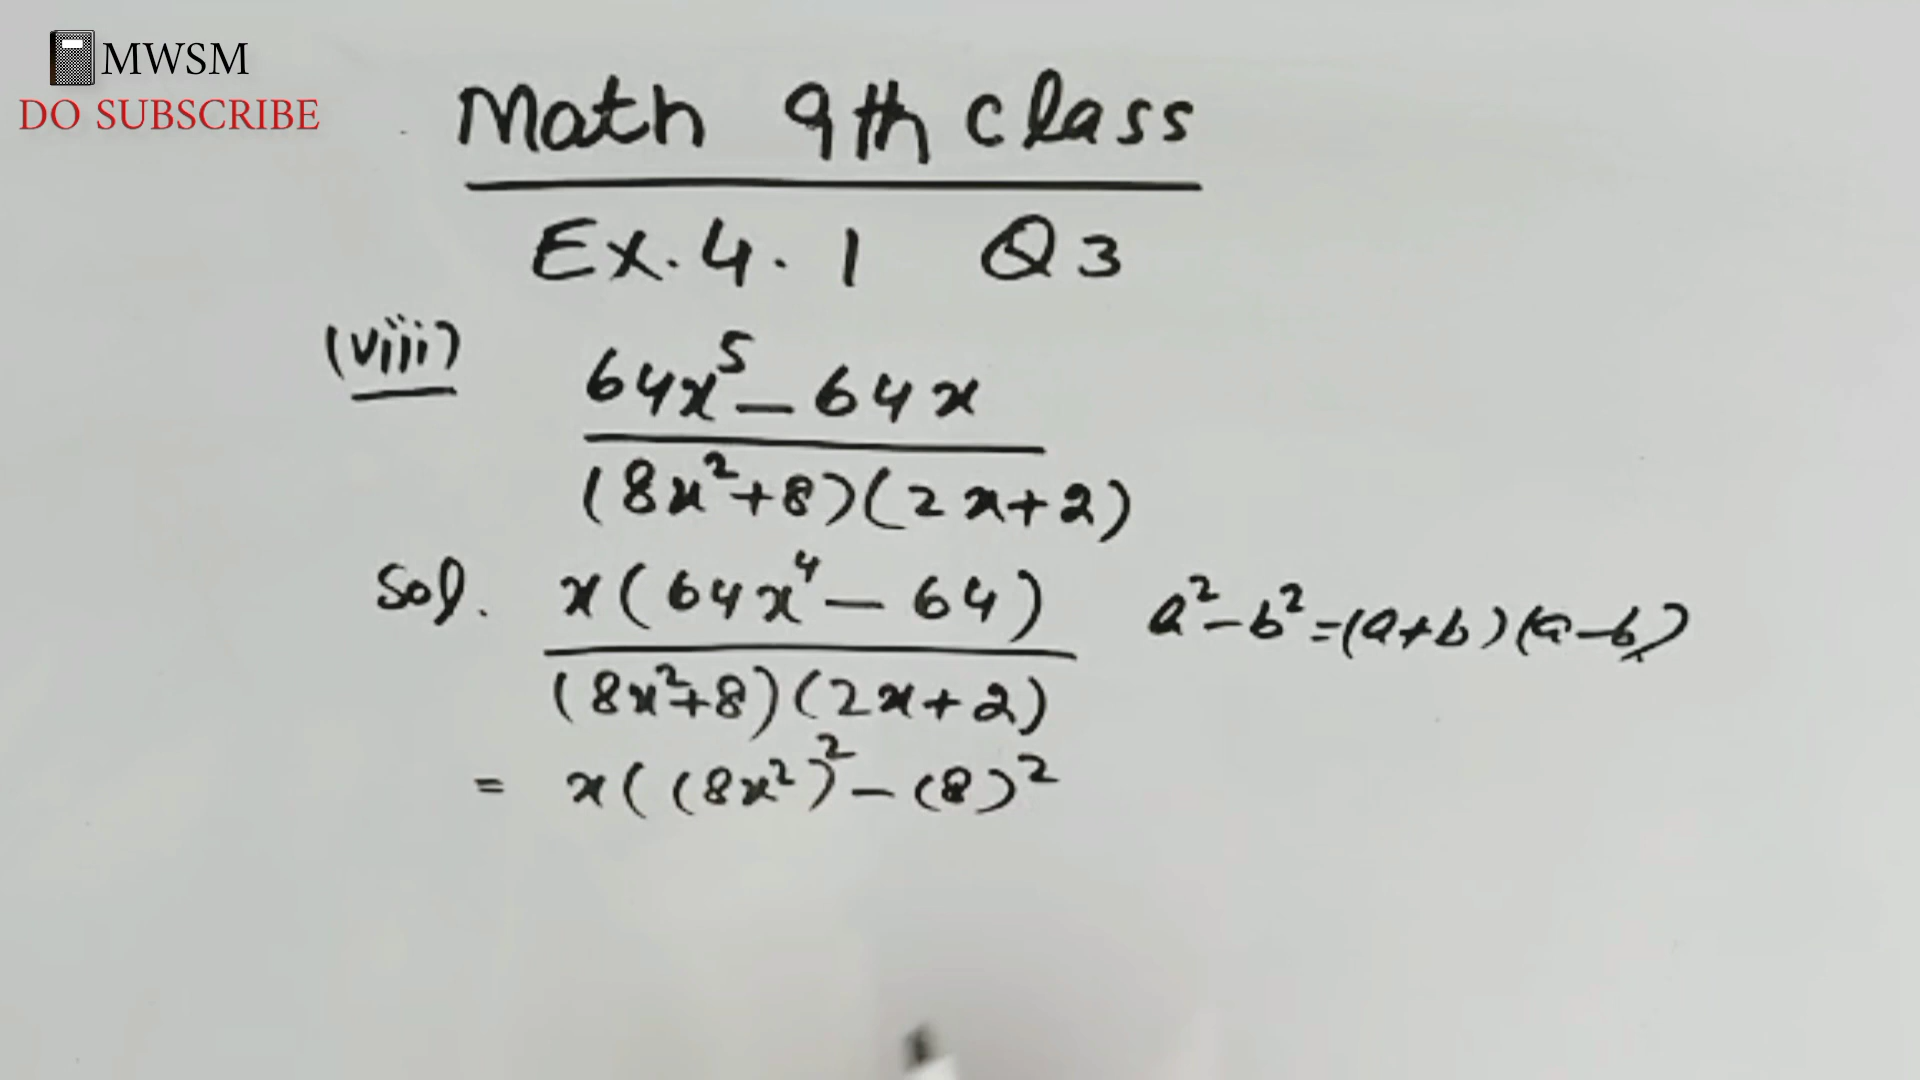 MWSM
DO SUBSCRIBE
Math 9th class
Ex. 4. 1 Q3
(viii) 64x⁵ - 64x
(8x²+8)(2x+2)
Sol. x(64x⁴ - 64) a²-b²=(a+b)(a-b)
(8x²+8)(2x+2)
= x((8x²)² - (8)²